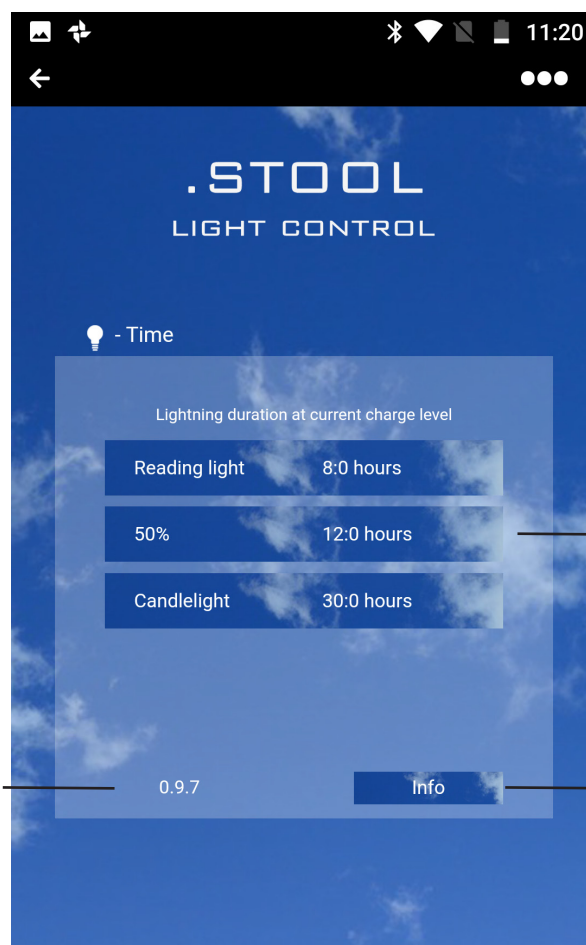 11:20
.STOOL
LIGHT CONTROL
- Time
Lightning duration at current charge level
Reading light 8:0 hours
50% 12:0 hours
Candlelight 30:0 hours
0.9.7 Info